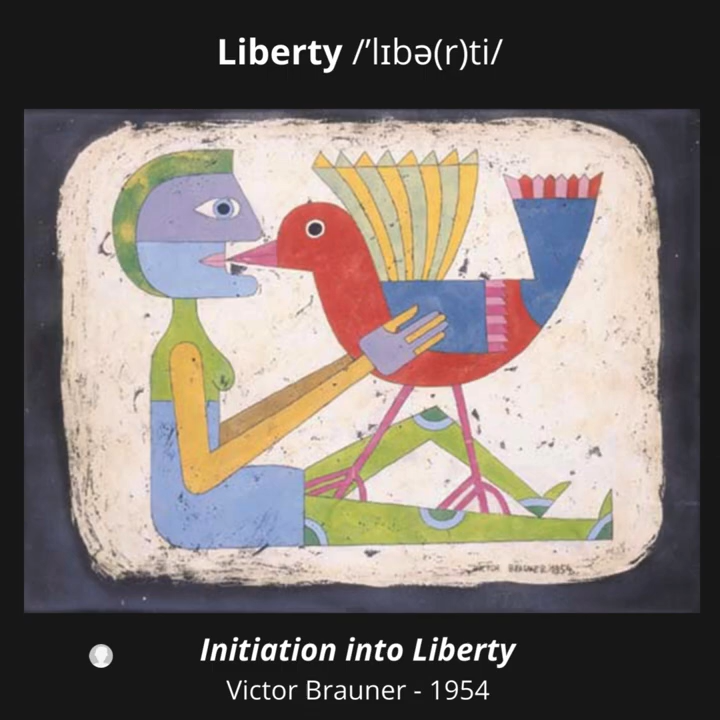 Liberty /ˈlɪbə(r)ti/
VICTOR BRAUNER 1954
Initiation into Liberty
Victor Brauner - 1954